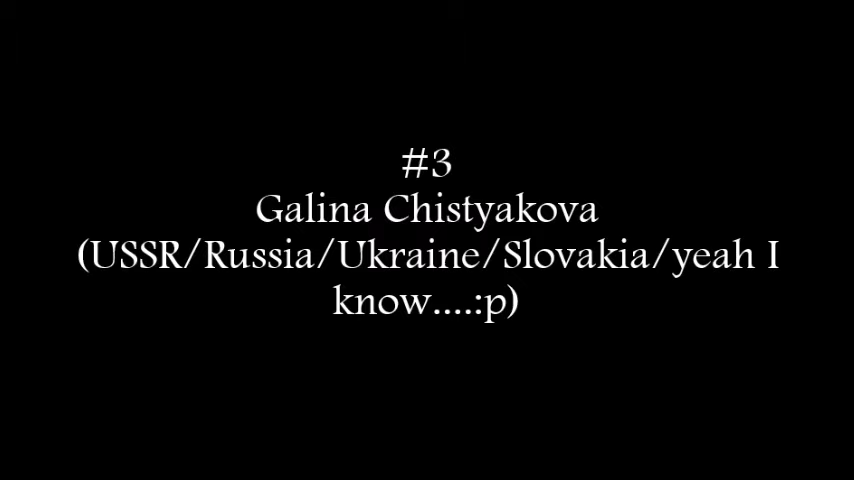 #3
Galina Chistyakova
(USSR/Russia/Ukraine/Slovakia/yeah I
know....:p)